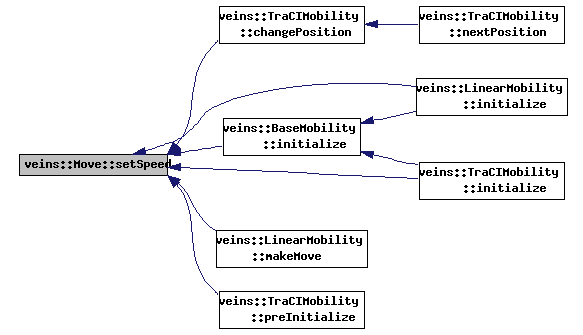 veins::TraCIMobility
::changePosition
veins::TraCIMobility
::nextPosition
veins::LinearMobility
::initialize
veins::BaseMobility
::initialize
veins::Move::setSpeed
veins::TraCIMobility
::initialize
veins::LinearMobility
::makeMove
veins::TraCIMobility
::preInitialize